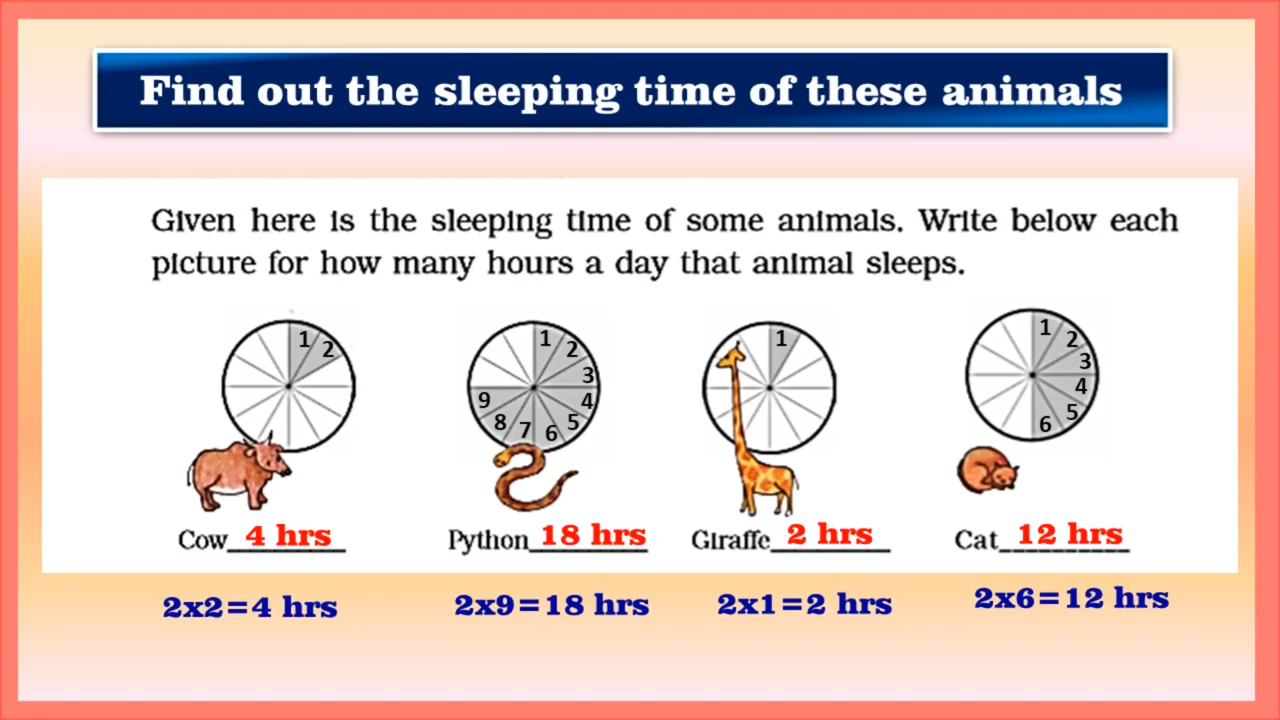 Find out the sleeping time of these animals
Given here is the sleeping time of some animals. Write below each
picture for how many hours a day that animal sleeps.
1 2
1 2 3 4 5 6 7 8 9
1
1 2 3 4 5 6
Cow 4 hrs
Python 18 hrs
Giraffe 2 hrs
Cat 12 hrs
2x2=4 hrs
2x9=18 hrs
2x1=2 hrs
2x6=12 hrs